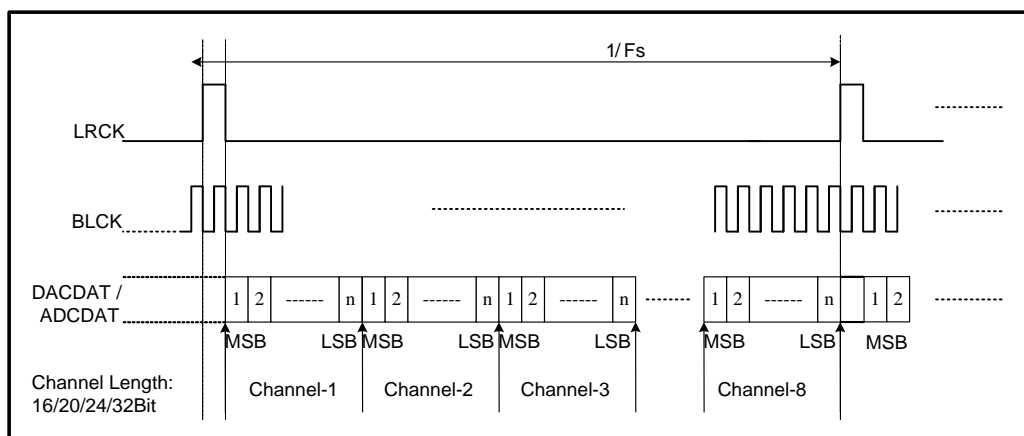 1/ Fs
LRCK
BLCK
DACDAT /
ADCDAT
1 2 ------ n 1 2 ------ n 1 2 ------ n 1 2 ------ n 1 2
MSB LSB MSB LSB MSB LSB MSB LSB MSB
Channel Length:
16/20/24/32Bit
Channel-1 Channel-2 Channel-3 Channel-8